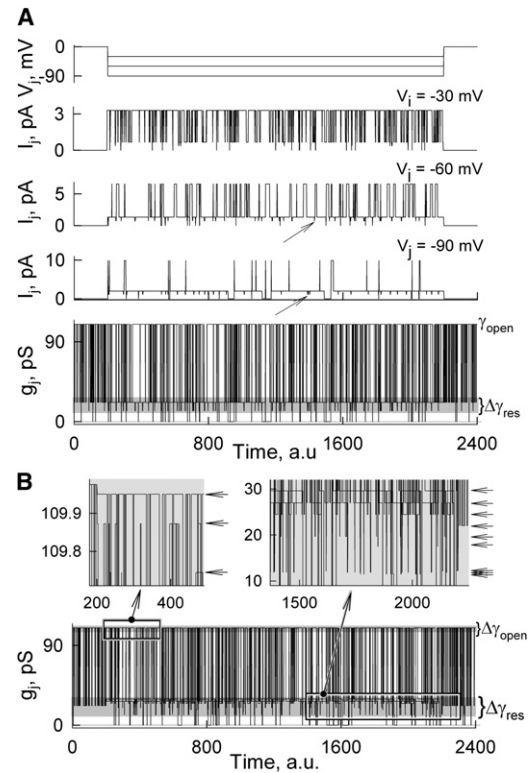 A
V_j, mV
0
-90
I_j, pA
3
0
V_j = -30 mV
I_j, pA
5
0
V_j = -60 mV
I_j, pA
10
0
V_j = -90 mV
g_j, pS
90
0
γ_open
}Δγ_res
0 800 1600 2400
Time, a.u
B
109.9
109.8
200 400
30
20
10
1500 2000
g_j, pS
90
0
}Δγ_open
}Δγ_res
0 800 1600 2400
Time, a.u.